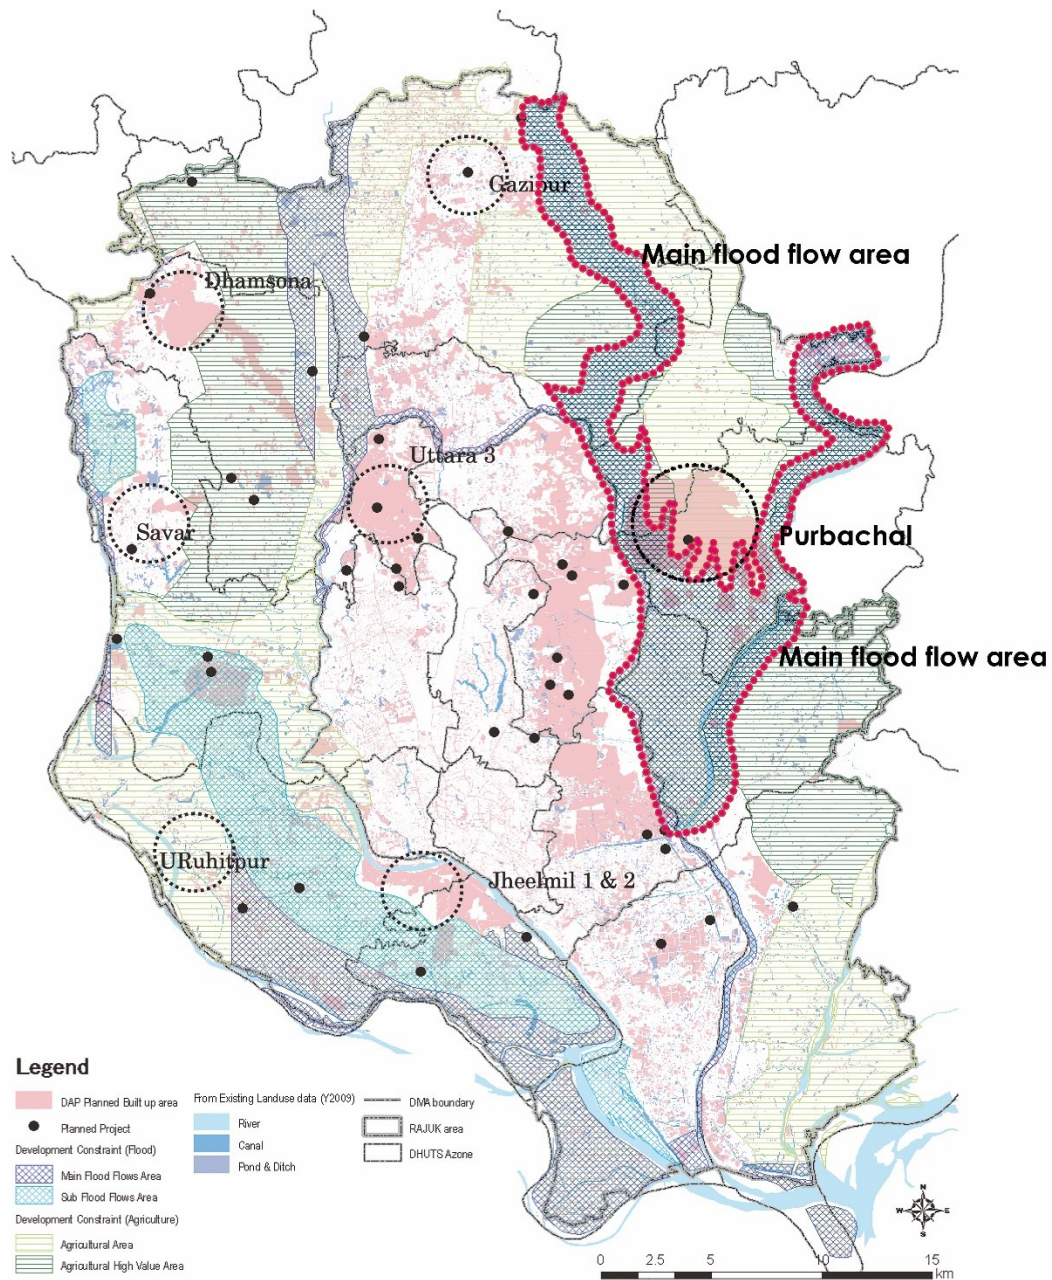 Gazipur
Main flood flow area
Dhamsona
Uttara 3
Savar
Purbachal
Main flood flow area
URuhitpur
Jheelmil 1 & 2
Legend
DAP Planned Built up area
Planned Project
Development Constraint (Flood)
Main Flood Flows Area
Sub Flood Flows Area
Development Constraint (Agriculture)
Agricultural Area
Agricultural High Value Area
From Existing Landuse data (Y2009)
River
Canal
Pond & Ditch
DMA boundary
RAJUK area
DHUTS Azone
N
W E
S
0 2.5 5 10 15
km